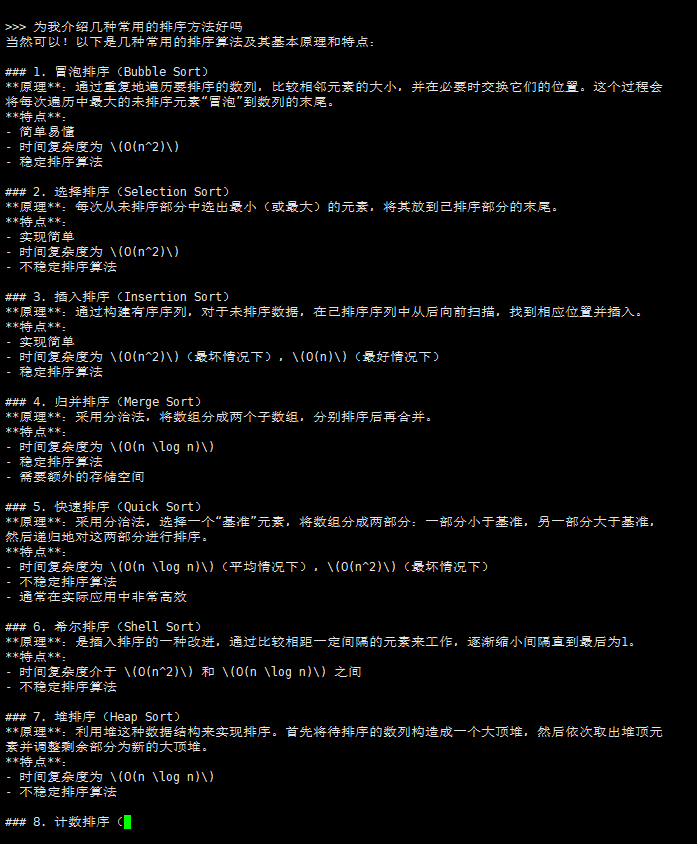 >>> 为我介绍几种常用的排序方法好吗
当然可以！以下是几种常用的排序算法及其基本原理和特点：
### 1. 冒泡排序（Bubble Sort）
**原理**：通过重复地遍历要排序的数列，比较相邻元素的大小，并在必要时交换它们的位置。这个过程会
将每次遍历中最大的未排序元素“冒泡”到数列的末尾。
**特点**：
- 简单易懂
- 时间复杂度为 \(O(n^2)\)
- 稳定排序算法
### 2. 选择排序（Selection Sort）
**原理**：每次从未排序部分中选出最小（或最大）的元素，将其放到已排序部分的末尾。
**特点**：
- 实现简单
- 时间复杂度为 \(O(n^2)\)
- 不稳定排序算法
### 3. 插入排序（Insertion Sort）
**原理**：通过构建有序序列，对于未排序数据，在已排序序列中从后向前扫描，找到相应位置并插入。
**特点**：
- 实现简单
- 时间复杂度为 \(O(n^2)\)（最坏情况下），\(O(n)\)（最好情况下）
- 稳定排序算法
### 4. 归并排序（Merge Sort）
**原理**：采用分治法，将数组分成两个子数组，分别排序后再合并。
**特点**：
- 时间复杂度为 \(O(n \log n)\)
- 稳定排序算法
- 需要额外的存储空间
### 5. 快速排序（Quick Sort）
**原理**：采用分治法，选择一个“基准”元素，将数组分成两部分：一部分小于基准，另一部分大于基准，
然后递归地对这两部分进行排序。
**特点**：
- 时间复杂度为 \(O(n \log n)\)（平均情况下），\(O(n^2)\)（最坏情况下）
- 不稳定排序算法
- 通常在实际应用中非常高效
### 6. 希尔排序（Shell Sort）
**原理**：是插入排序的一种改进，通过比较相距一定间隔的元素来工作，逐渐缩小间隔直到最后为1。
**特点**：
- 时间复杂度介于 \(O(n^2)\) 和 \(O(n \log n)\) 之间
- 不稳定排序算法
### 7. 堆排序（Heap Sort）
**原理**：利用堆这种数据结构来实现排序。首先将待排序的数列构造成一个大顶堆，然后依次取出堆顶元
素并调整剩余部分为新的大顶堆。
**特点**：
- 时间复杂度为 \(O(n \log n)\)
- 不稳定排序算法
### 8. 计数排序（